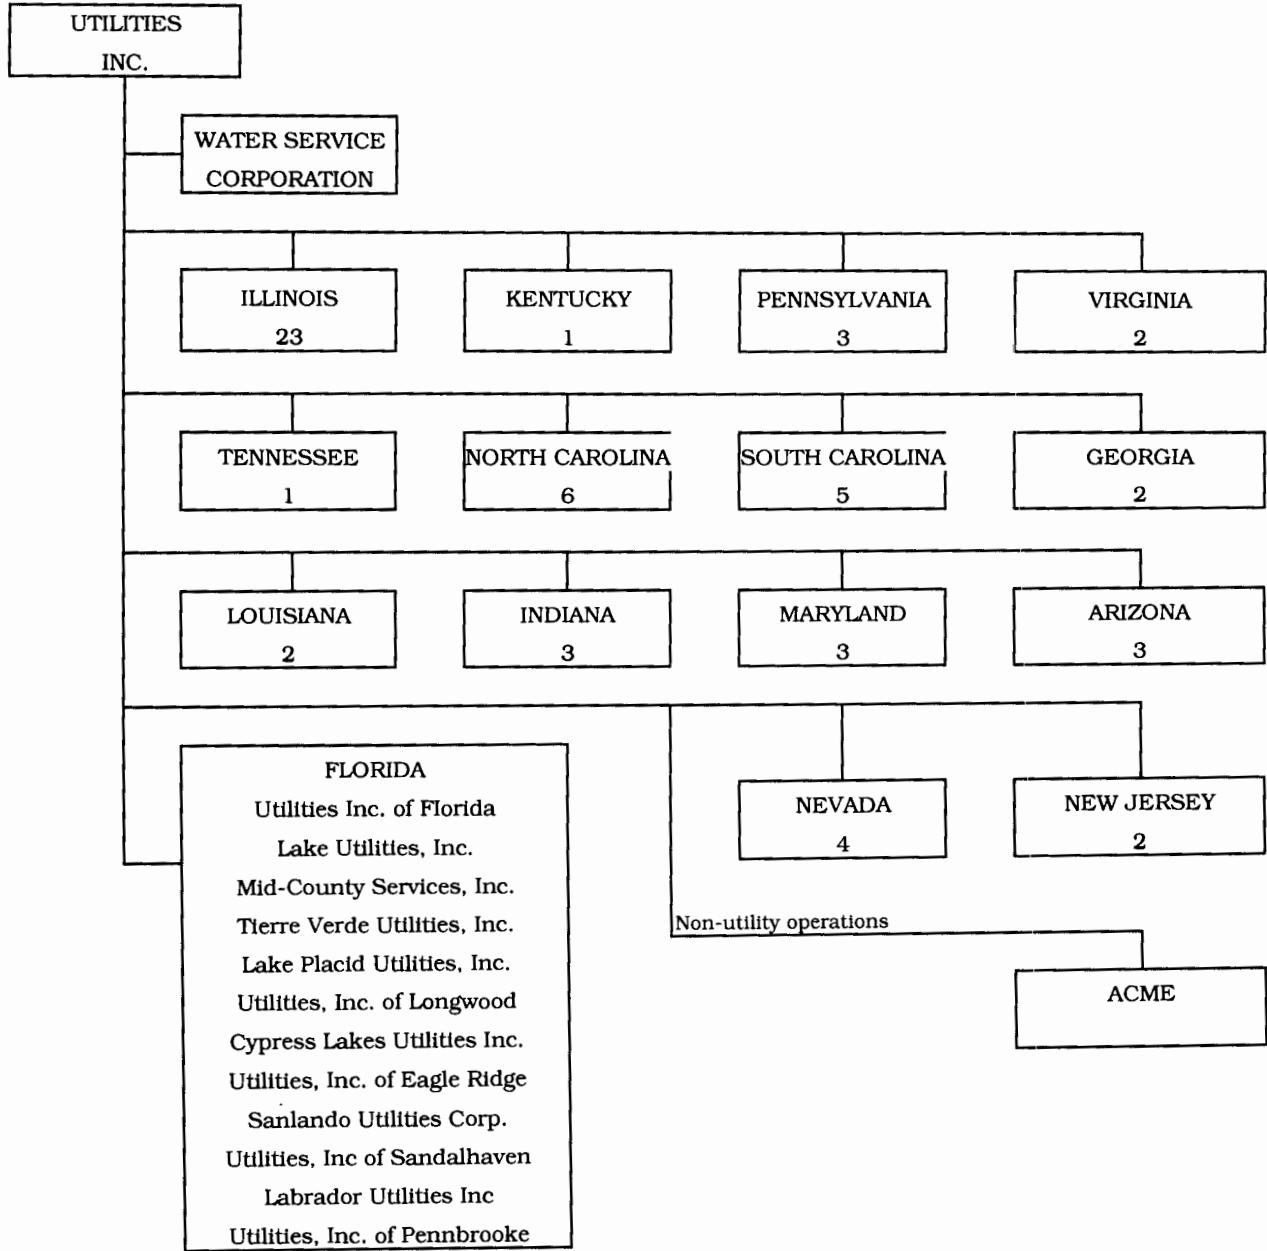 UTILITIES
INC.
WATER SERVICE
CORPORATION
ILLINOIS
23
KENTUCKY
1
PENNSYLVANIA
3
VIRGINIA
2
TENNESSEE
1
NORTH CAROLINA
6
SOUTH CAROLINA
5
GEORGIA
2
LOUISIANA
2
INDIANA
3
MARYLAND
3
ARIZONA
3
FLORIDA
Utilities Inc. of Florida
Lake Utilities, Inc.
Mid-County Services, Inc.
Tierre Verde Utilities, Inc.
Lake Placid Utilities, Inc.
Utilities, Inc. of Longwood
Cypress Lakes Utilities Inc.
Utilities, Inc. of Eagle Ridge
Sanlando Utilities Corp.
Utilities, Inc of Sandalhaven
Labrador Utilities Inc
Utilities, Inc. of Pennbrooke
NEVADA
4
NEW JERSEY
2
Non-utility operations
ACME